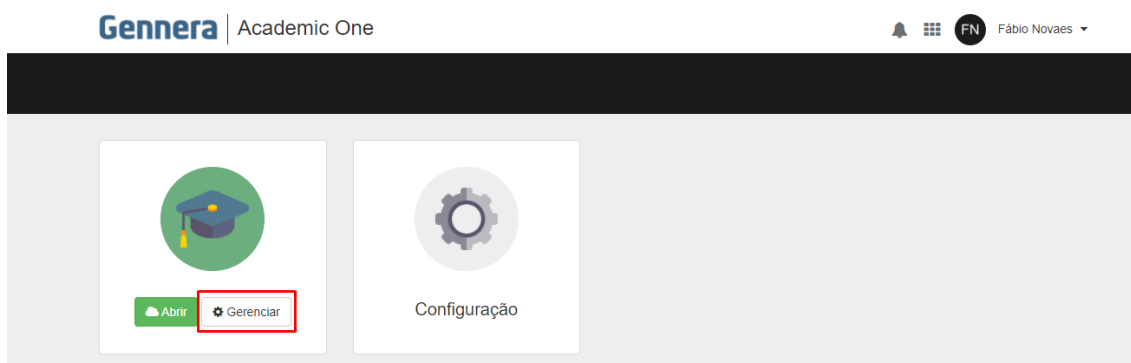 Gennera Academic One
FN Fábio Novaes
Abrir Gerenciar
Configuração